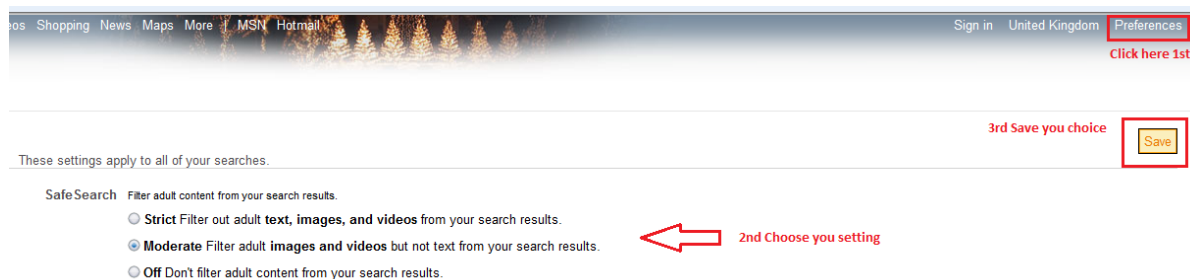 os Shopping News Maps More | MSN Hotmail Sign in United Kingdom Preferences
Click here 1st
3rd Save you choice
Save
These settings apply to all of your searches.
SafeSearch Filter adult content from your search results.
Strict Filter out adult text, images, and videos from your search results.
Moderate Filter adult images and videos but not text from your search results.
2nd Choose you setting
Off Don't filter adult content from your search results.